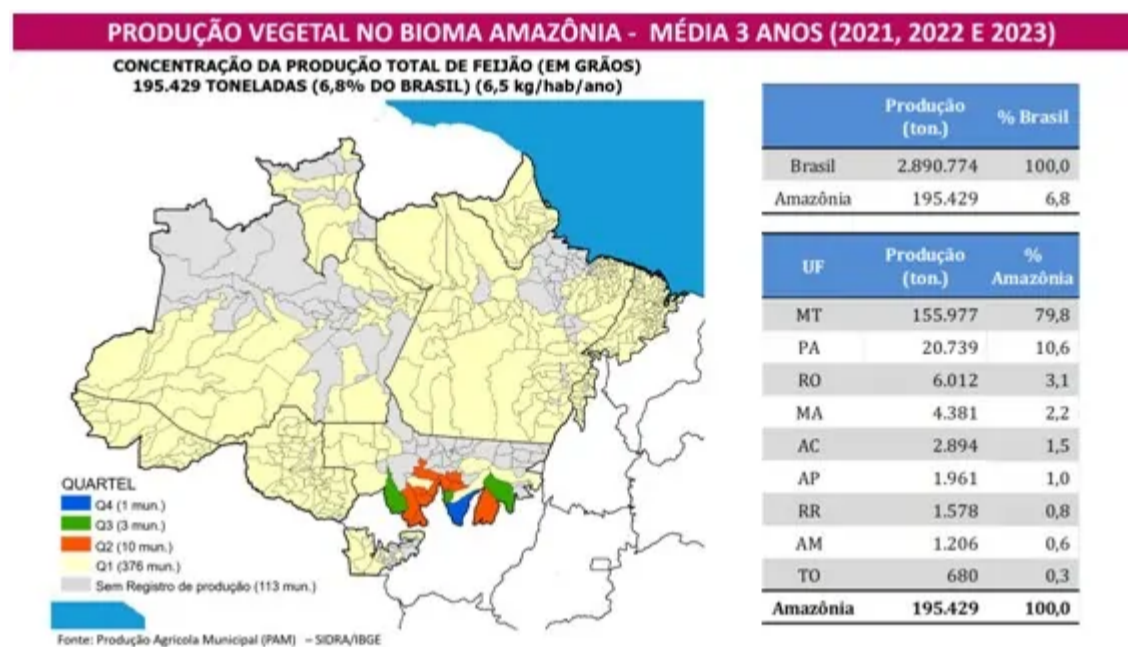 PRODUÇÃO VEGETAL NO BIOMA AMAZÔNIA - MÉDIA 3 ANOS (2021, 2022 E 2023)
CONCENTRAÇÃO DA PRODUÇÃO TOTAL DE FEIJÃO (EM GRÃOS)
195.429 TONELADAS (6,8% DO BRASIL) (6,5 kg/hab/ano)
QUARTEL
Q4 (1 mun.)
Q3 (3 mun.)
Q2 (10 mun.)
Q1 (376 mun.)
Sem Registro de produção (113 mun.)
Fonte: Produção Agricola Municipal (PAM) – SIDRA/IBGE
Produção (ton.) % Brasil
Brasil 2.890.774 100,0
Amazônia 195.429 6,8
UF Produção (ton.) % Amazônia
MT 155.977 79,8
PA 20.739 10,6
RO 6.012 3,1
MA 4.381 2,2
AC 2.894 1,5
AP 1.961 1,0
RR 1.578 0,8
AM 1.206 0,6
TO 680 0,3
Amazônia 195.429 100,0